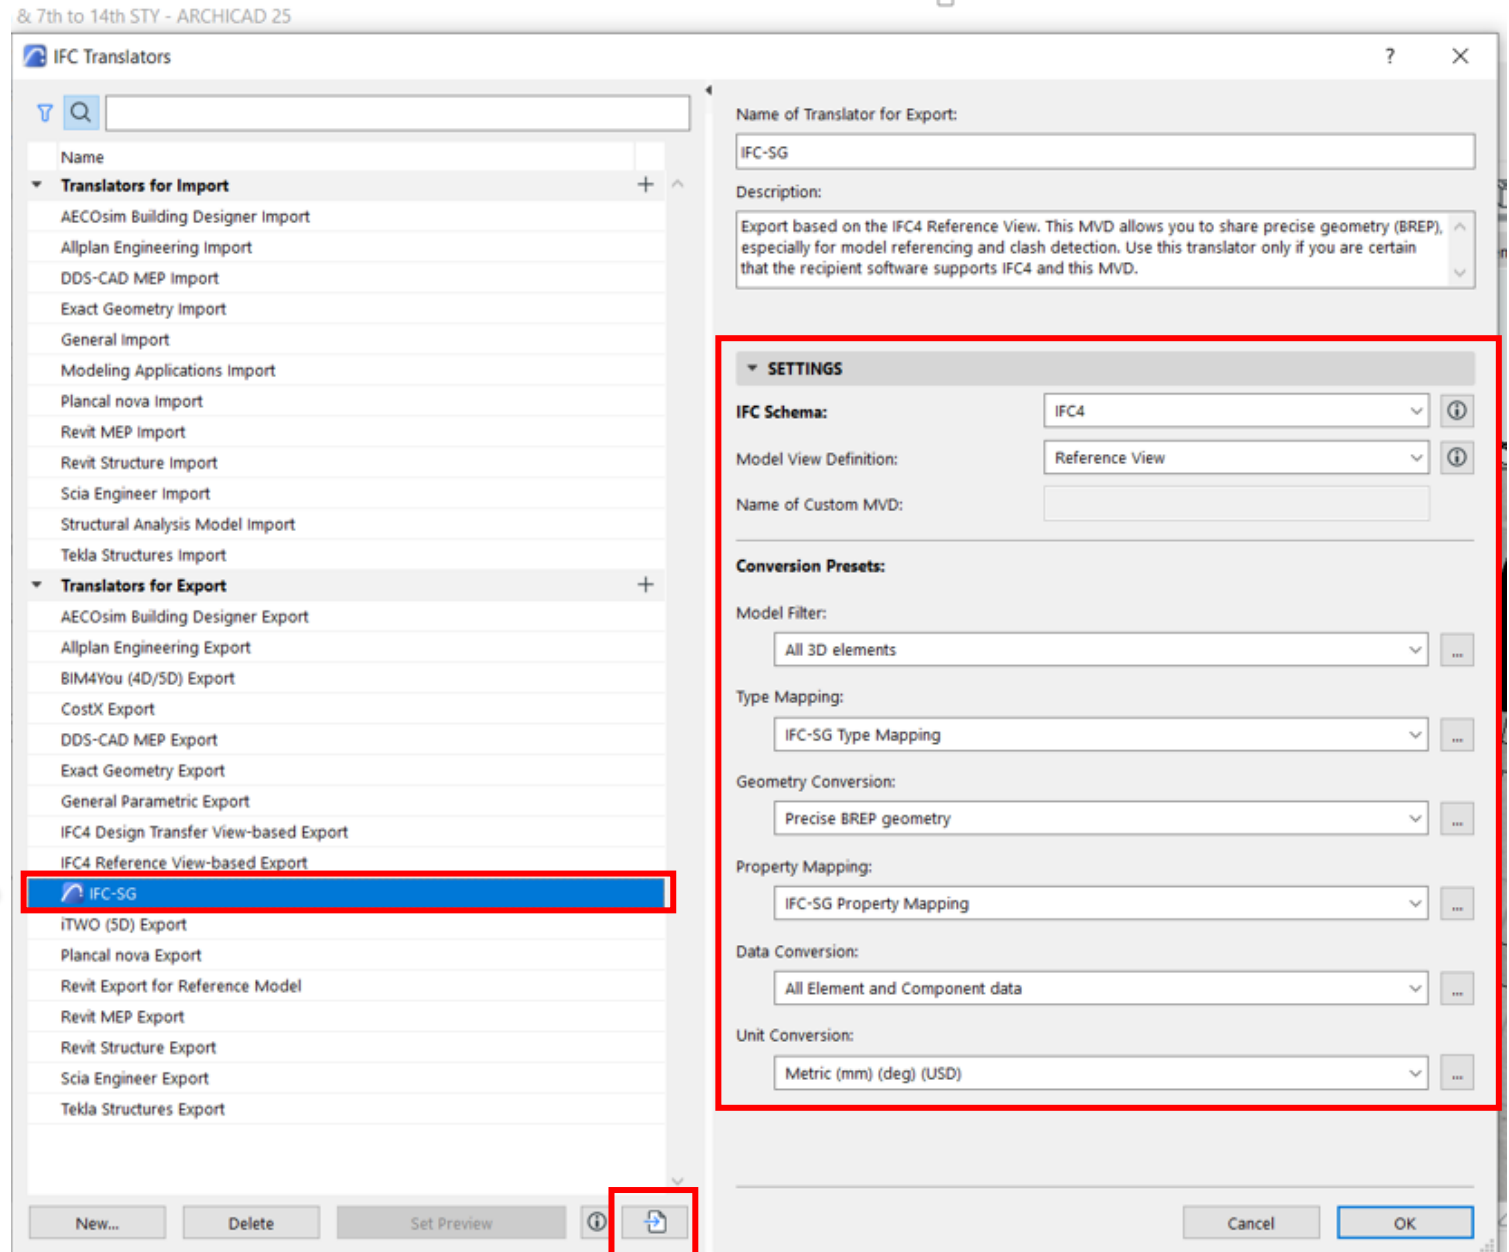 & 7th to 14th STY - ARCHICAD 25
IFC Translators
?
Name
Translators for Import
AECOsim Building Designer Import
Allplan Engineering Import
DDS-CAD MEP Import
Exact Geometry Import
General Import
Modeling Applications Import
Plancal nova Import
Revit MEP Import
Revit Structure Import
Scia Engineer Import
Structural Analysis Model Import
Tekla Structures Import
Translators for Export
AECOsim Building Designer Export
Allplan Engineering Export
BIM4You (4D/5D) Export
CostX Export
DDS-CAD MEP Export
Exact Geometry Export
General Parametric Export
IFC4 Design Transfer View-based Export
IFC4 Reference View-based Export
IFC-SG
iTWO (5D) Export
Plancal nova Export
Revit Export for Reference Model
Revit MEP Export
Revit Structure Export
Scia Engineer Export
Tekla Structures Export
New...
Delete
Set Preview
Name of Translator for Export:
IFC-SG
Description:
Export based on the IFC4 Reference View. This MVD allows you to share precise geometry (BREP),
especially for model referencing and clash detection. Use this translator only if you are certain
that the recipient software supports IFC4 and this MVD.
SETTINGS
IFC Schema:
IFC4
Model View Definition:
Reference View
Name of Custom MVD:
Conversion Presets:
Model Filter:
All 3D elements
...
Type Mapping:
IFC-SG Type Mapping
...
Geometry Conversion:
Precise BREP geometry
...
Property Mapping:
IFC-SG Property Mapping
...
Data Conversion:
All Element and Component data
...
Unit Conversion:
Metric (mm) (deg) (USD)
...
Cancel
OK